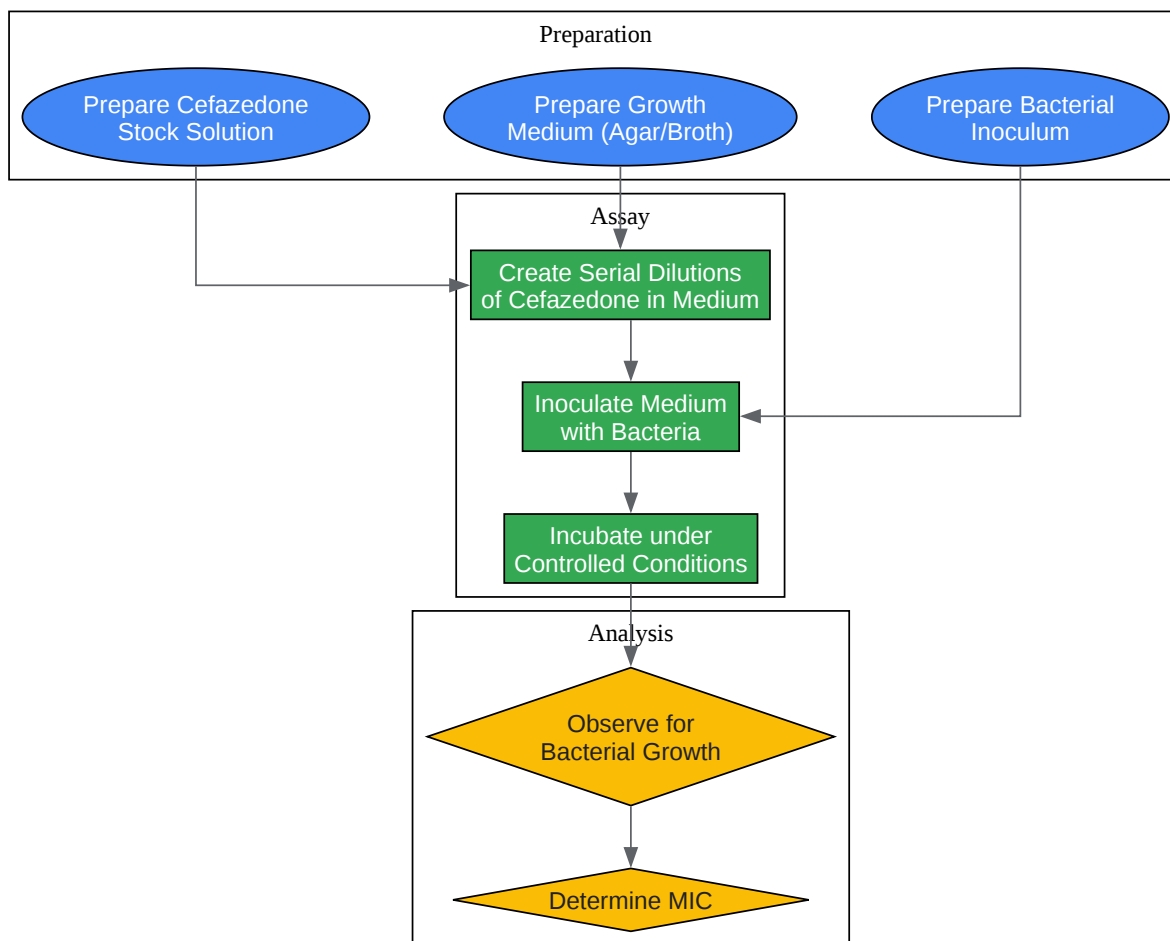 Preparation
Prepare Cefazedone
Stock Solution
Prepare Growth
Medium (Agar/Broth)
Prepare Bacterial
Inoculum
Assay
Create Serial Dilutions
of Cefazedone in Medium
Inoculate Medium
with Bacteria
Incubate under
Controlled Conditions
Analysis
Observe for
Bacterial Growth
Determine MIC